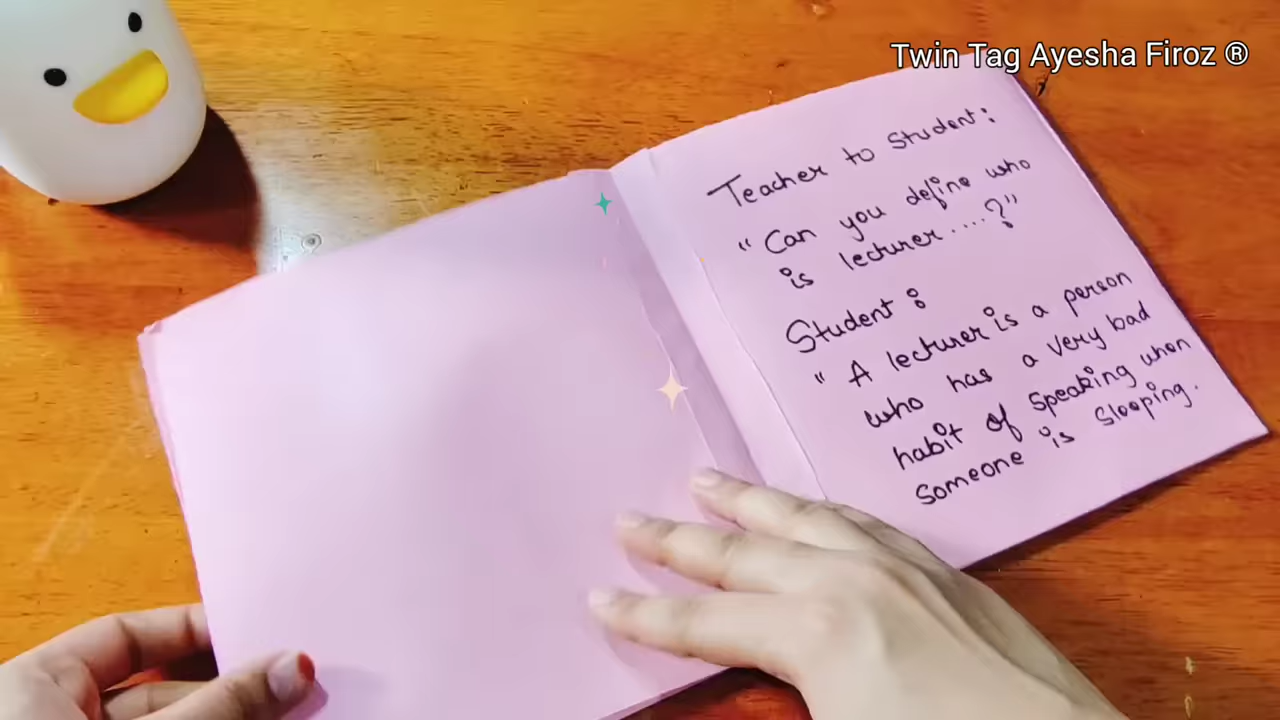 Twin Tag Ayesha Firoz ®
Teacher to Student:
"Can you define who
is lecturer.....?"
Student:
"A lecturer is a person
who has a very bad
habit of speaking when
someone is sleeping.